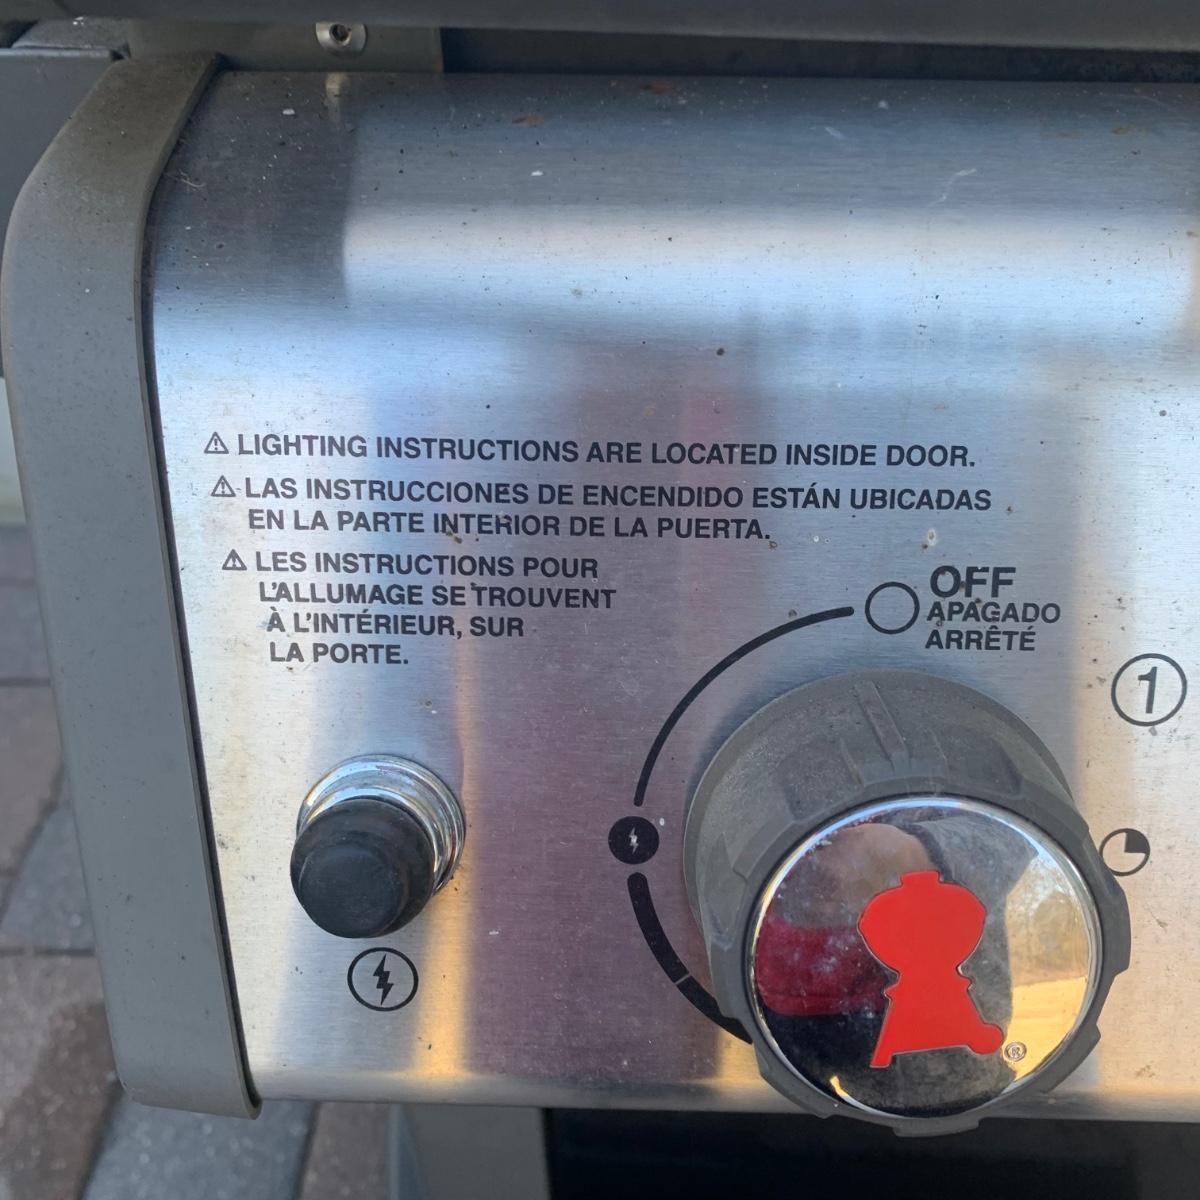 ⚠ LIGHTING INSTRUCTIONS ARE LOCATED INSIDE DOOR.
⚠ LAS INSTRUCCIONES DE ENCENDIDO ESTÁN UBICADAS
EN LA PARTE INTERIOR DE LA PUERTA.
⚠ LES INSTRUCTIONS POUR
L'ALLUMAGE SE TROUVENT
À L'INTÉRIEUR, SUR
LA PORTE.
OFF
APAGADO
ARRÊTÉ
1
®